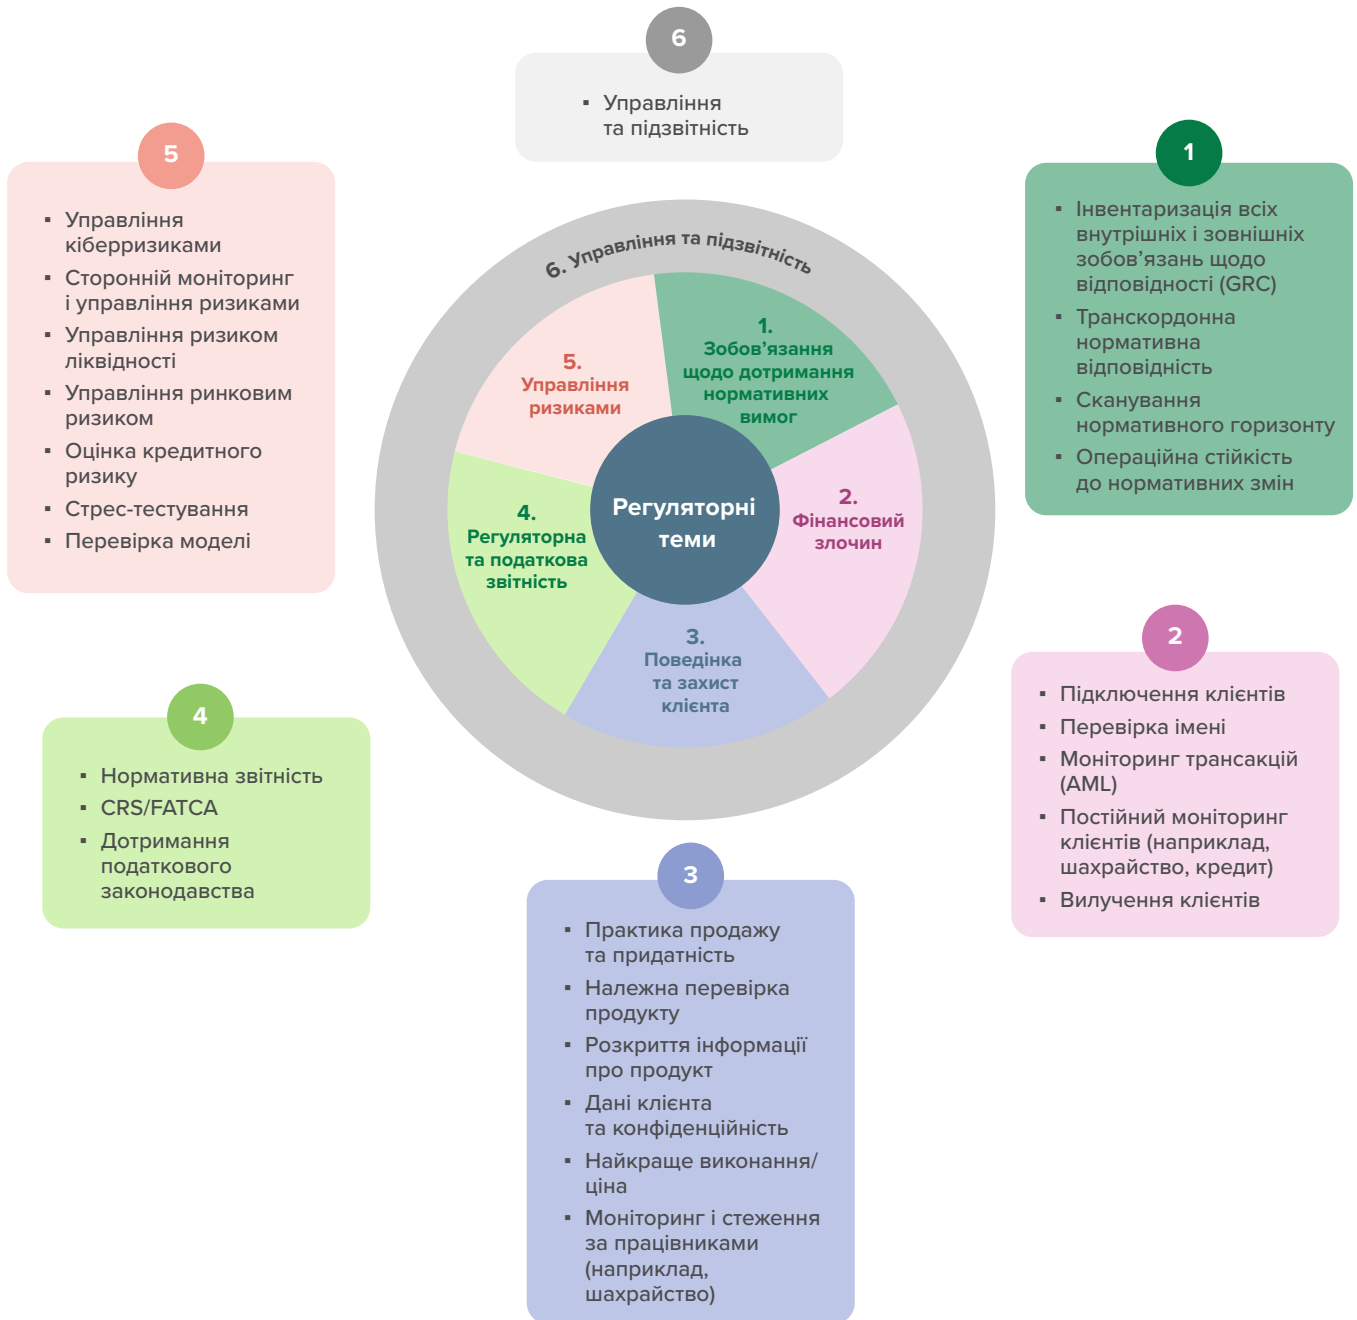 6
▪ Управління
та підзвітність
5
▪ Управління
кіберризиками
▪ Сторонній моніторинг
і управління ризиками
▪ Управління ризиком
ліквідності
▪ Управління ринковим
ризиком
▪ Оцінка кредитного
ризику
▪ Стрес-тестування
▪ Перевірка моделі
1
▪ Інвентаризація всіх
внутрішніх і зовнішніх
зобов’язань щодо
відповідності (GRC)
▪ Транскордонна
нормативна
відповідність
▪ Сканування
нормативного горизонту
▪ Операційна стійкість
до нормативних змін
6. Управління та підзвітність
1.
Зобов’язання
щодо дотримання
нормативних
вимог
5.
Управління
ризиками
Регуляторні
теми
2.
Фінансовий
злочин
4.
Регуляторна
та податкова
звітність
3.
Поведінка
та захист
клієнта
2
▪ Підключення клієнтів
▪ Перевірка імені
▪ Моніторинг трансакцій
(AML)
▪ Постійний моніторинг
клієнтів (наприклад,
шахрайство, кредит)
▪ Вилучення клієнтів
4
▪ Нормативна звітність
▪ CRS/FATCA
▪ Дотримання
податкового
законодавства
3
▪ Практика продажу
та придатність
▪ Належна перевірка
продукту
▪ Розкриття інформації
про продукт
▪ Дані клієнта
та конфіденційність
▪ Найкраще виконання/
ціна
▪ Моніторинг і стеження
за працівниками
(наприклад,
шахрайство)